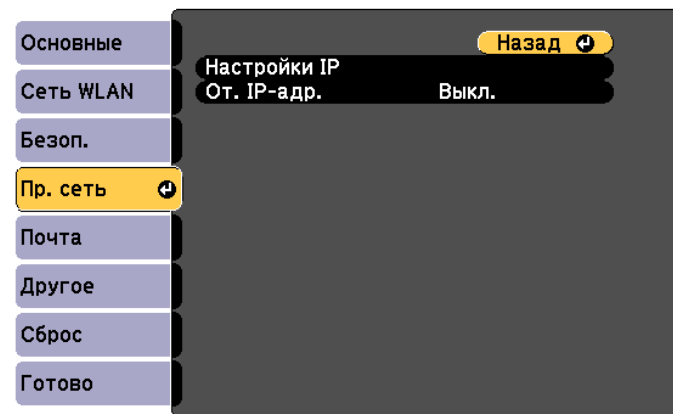 Основные
Сеть WLAN
Безоп.
Пр. сеть
Почта
Другое
Сброс
Готово
Назад
Настройки IP
От. IP-адр. Выкл.